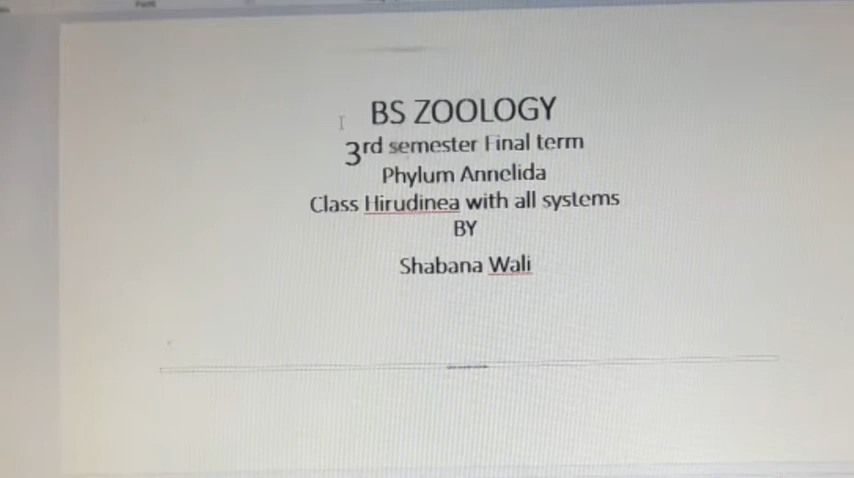 BS ZOOLOGY
3rd semester Final term
Phylum Annelida
Class Hirudinea with all systems
BY
Shabana Wali